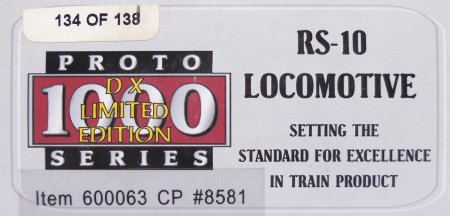 134 OF 138
PROTO
1000
DX
LIMITED
EDITION
SERIES
RS-10
LOCOMOTIVE
SETTING THE
STANDARD FOR EXCELLENCE
IN TRAIN PRODUCT
Item 600063 CP #8581